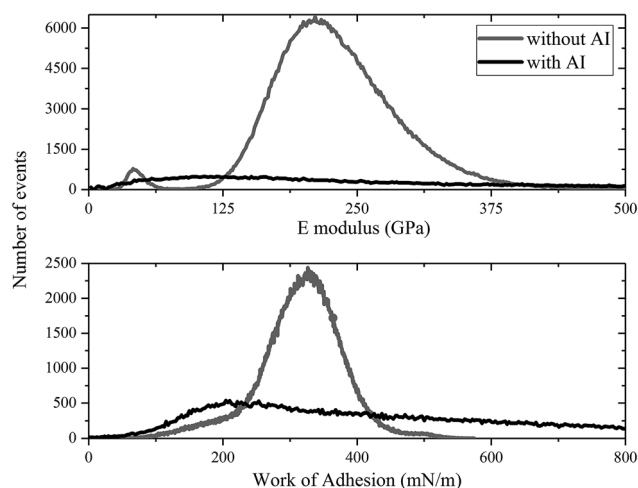 6000
4500
3000
1500
0
without AI
with AI
0 125 250 375 500
E modulus (GPa)
Number of events
2500
2000
1500
1000
500
0
0 200 400 600 800
Work of Adhesion (mN/m)